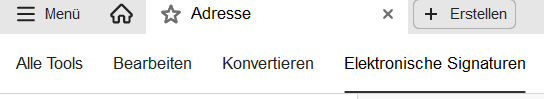 Menü Adresse Erstellen
Alle Tools Bearbeiten Konvertieren Elektronische Signaturen